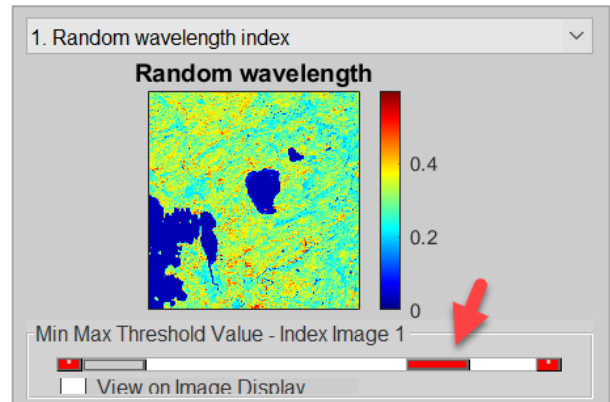 1. Random wavelength index
Random wavelength
0.4
0.2
0
Min Max Threshold Value - Index Image 1
View on Image Display